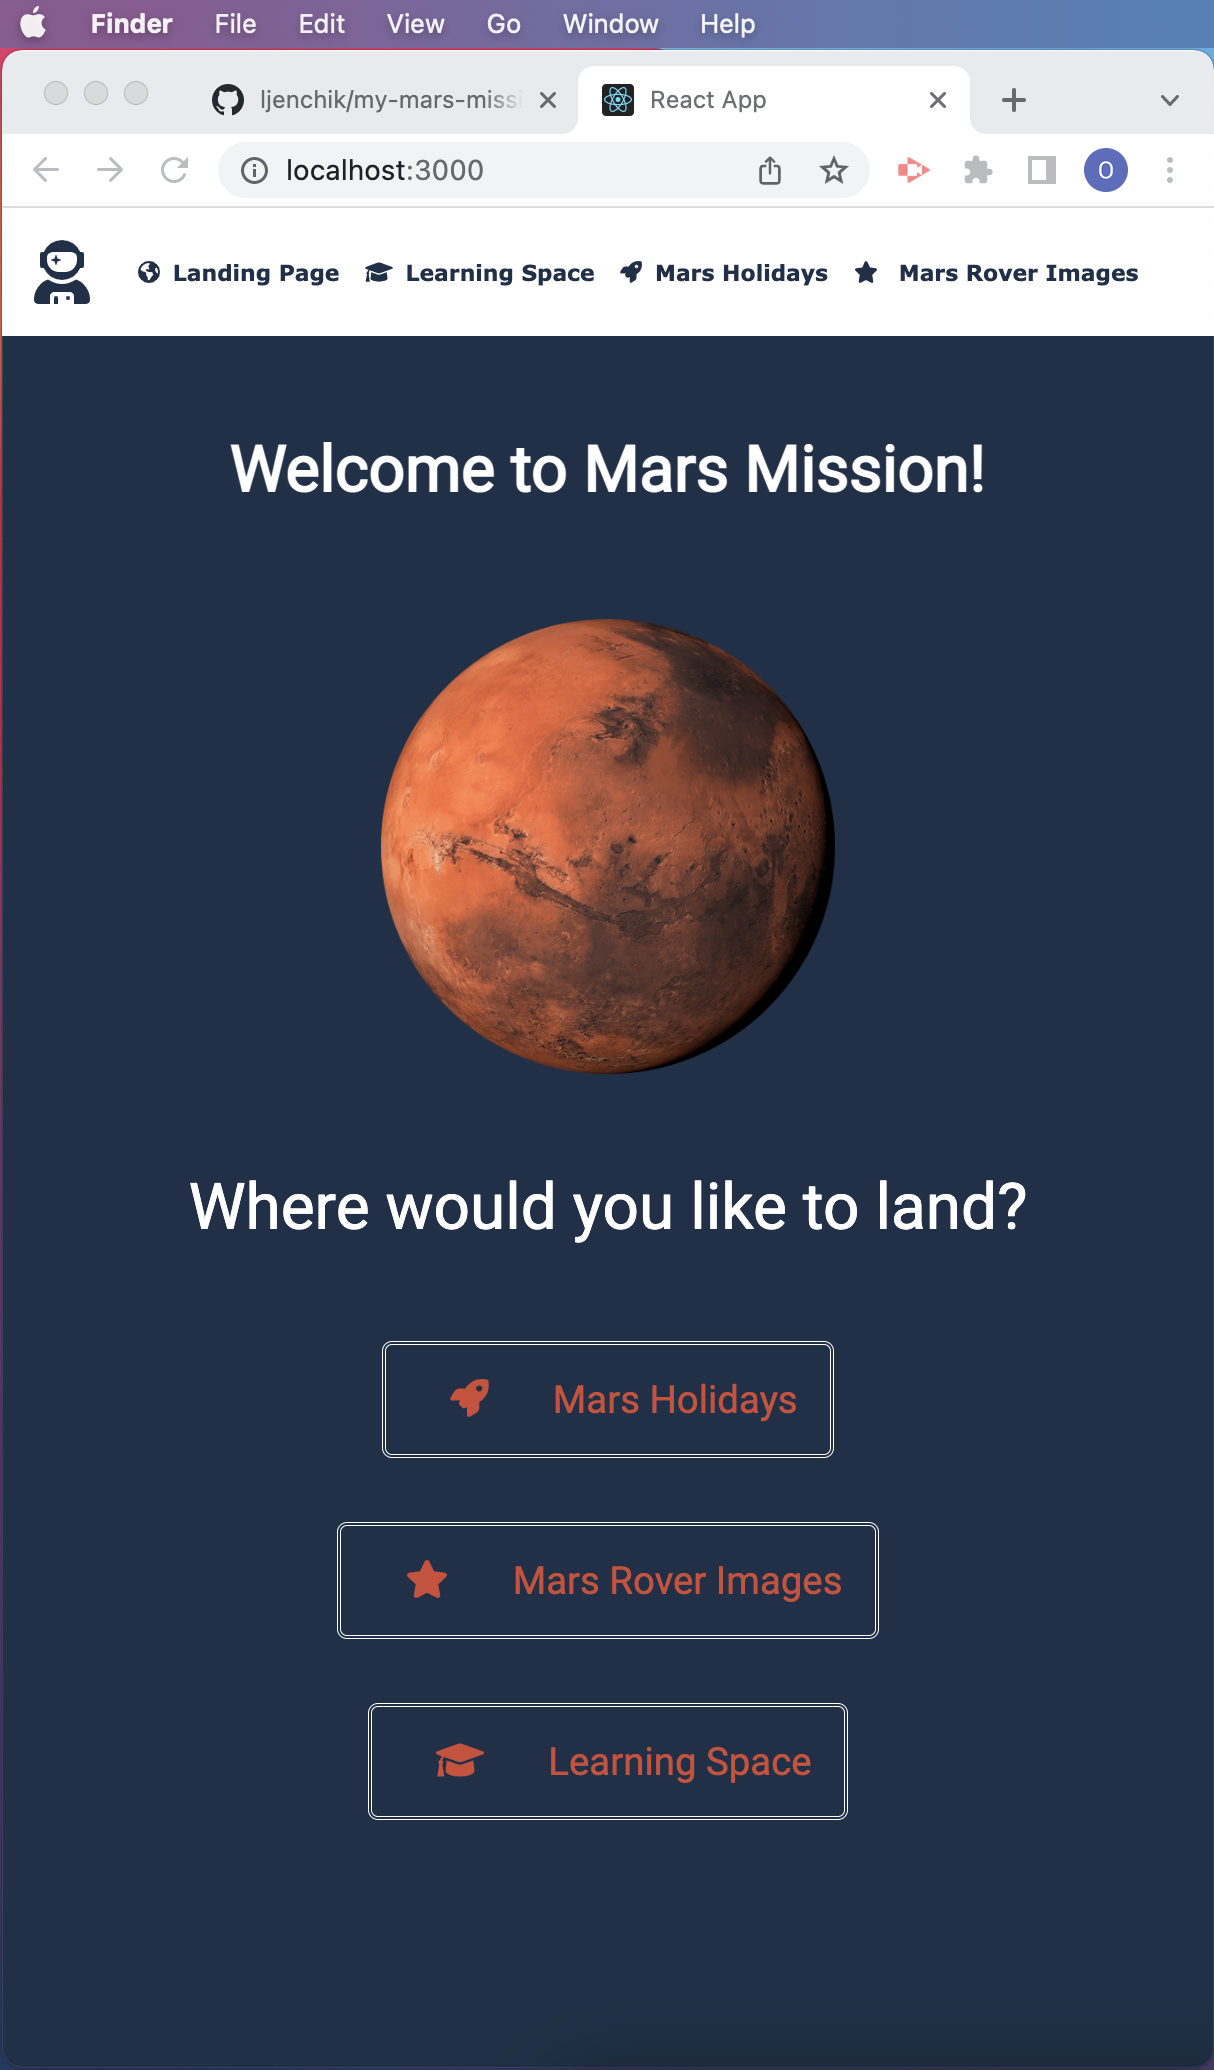 Finder File Edit View Go Window Help
ljenchik/my-mars-missi React App
localhost:3000 O
Landing Page Learning Space Mars Holidays Mars Rover Images
Welcome to Mars Mission!
Where would you like to land?
Mars Holidays
Mars Rover Images
Learning Space